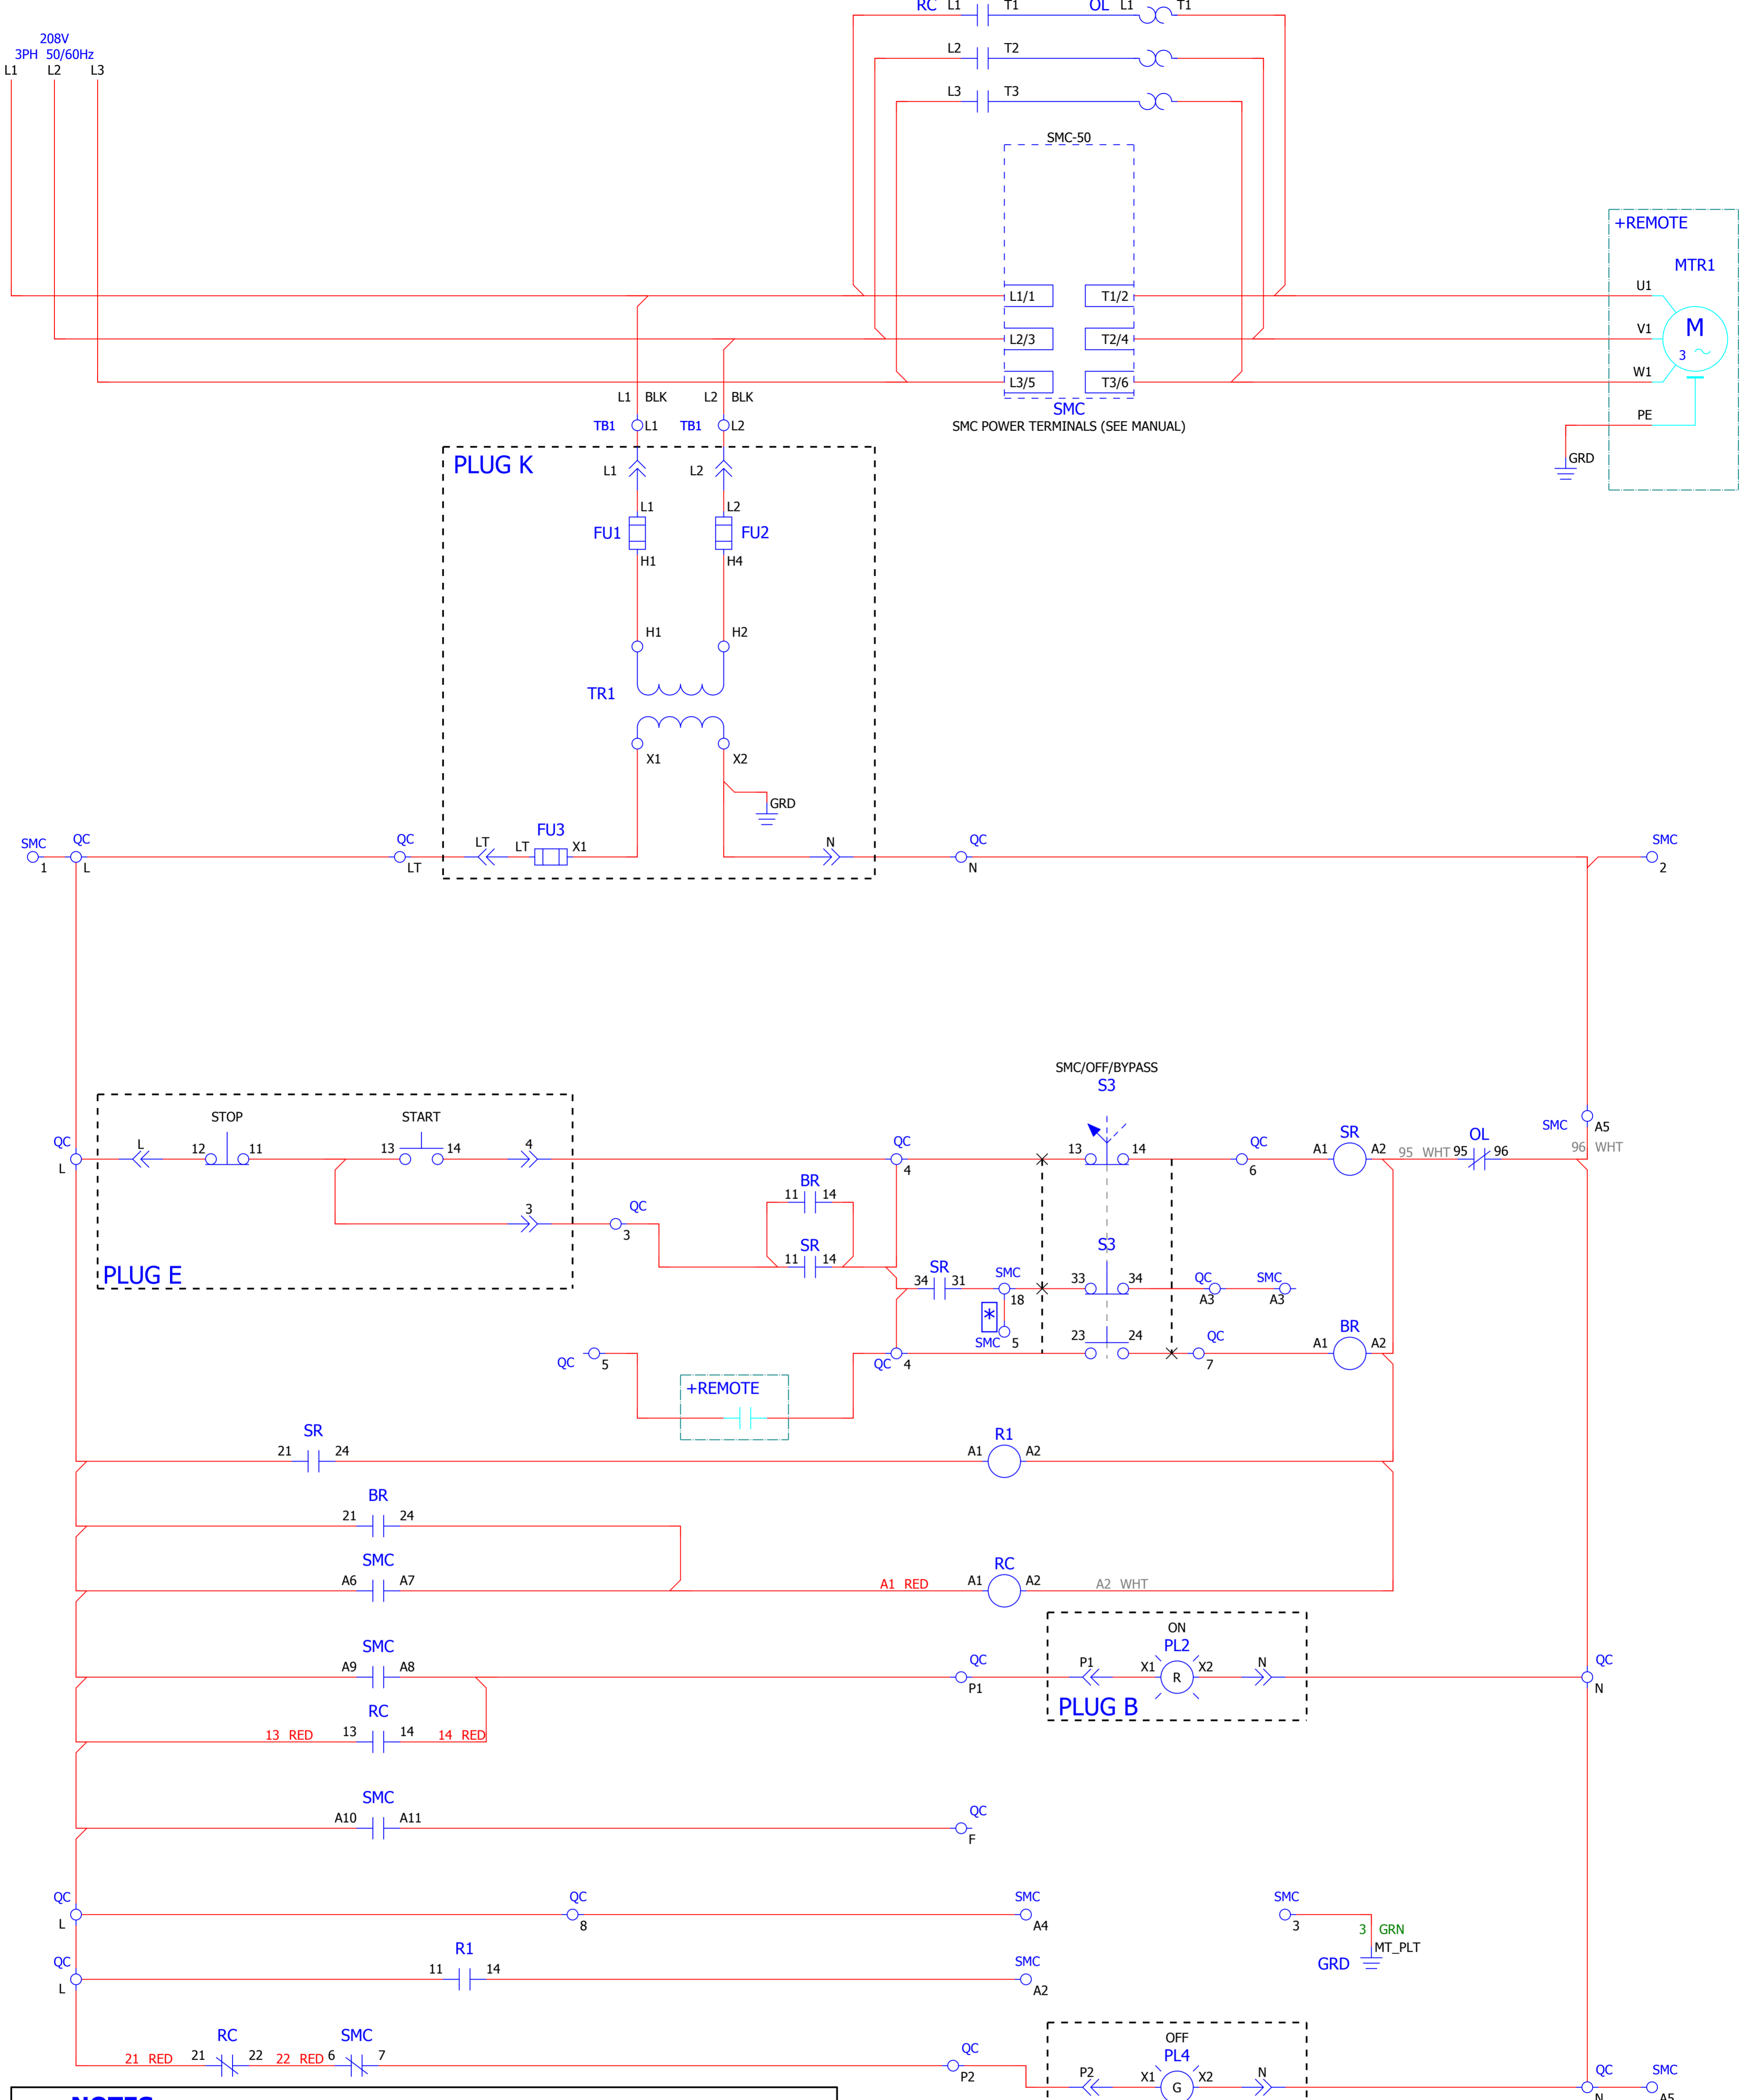 RC L1 T1 OL L1 T1
208V
3PH 50/60Hz
L1 L2 L3
L2 T2
L3 T3
SMC-50
+REMOTE
MTR1
U1
L1/1 T1/2
V1 M
L2/3 T2/4
3
W1
L3/5 T3/6
L1 BLK L2 BLK
SMC
PE
TB1 L1 TB1 L2
SMC POWER TERMINALS (SEE MANUAL)
GRD
PLUG K
L1 L2
L1 L2
FU1 FU2
H1 H4
H1 H2
TR1
X1 X2
GRD
FU3
SMC QC QC LT LT X1 N QC SMC
1 L LT N 2
SMC/OFF/BYPASS
S3
STOP START
SMC A5
QC L 12 11 13 14 4 QC 13 14 QC SR OL
L 4 6 A1 A2 95 WHT 95 96 96 WHT
BR
11 14
3 QC
3
SR S3
11 14
PLUG E
SR SMC
34 31 18 33 34 QC SMC
A3 A3
*
SMC 5
23 24 QC BR
QC 5 QC 4 7 A1 A2
+REMOTE
SR R1
21 24 A1 A2
BR
21 24
SMC RC
A6 A7 A1 RED A1 A2 A2 WHT
ON
SMC PL2
A9 A8 QC P1 X1 R X2 N QC
P1 N
PLUG B
RC
13 RED 13 14 14 RED
SMC
A10 A11 QC
F
QC QC SMC SMC
L 8 A4 3
3 GRN
MT_PLT
GRD
QC R1 SMC
L 11 14 A2
OFF
RC SMC PL4
21 RED 21 22 22 RED 6 7 QC P2 X1 G X2 N QC SMC
P2 N A5
NOTES